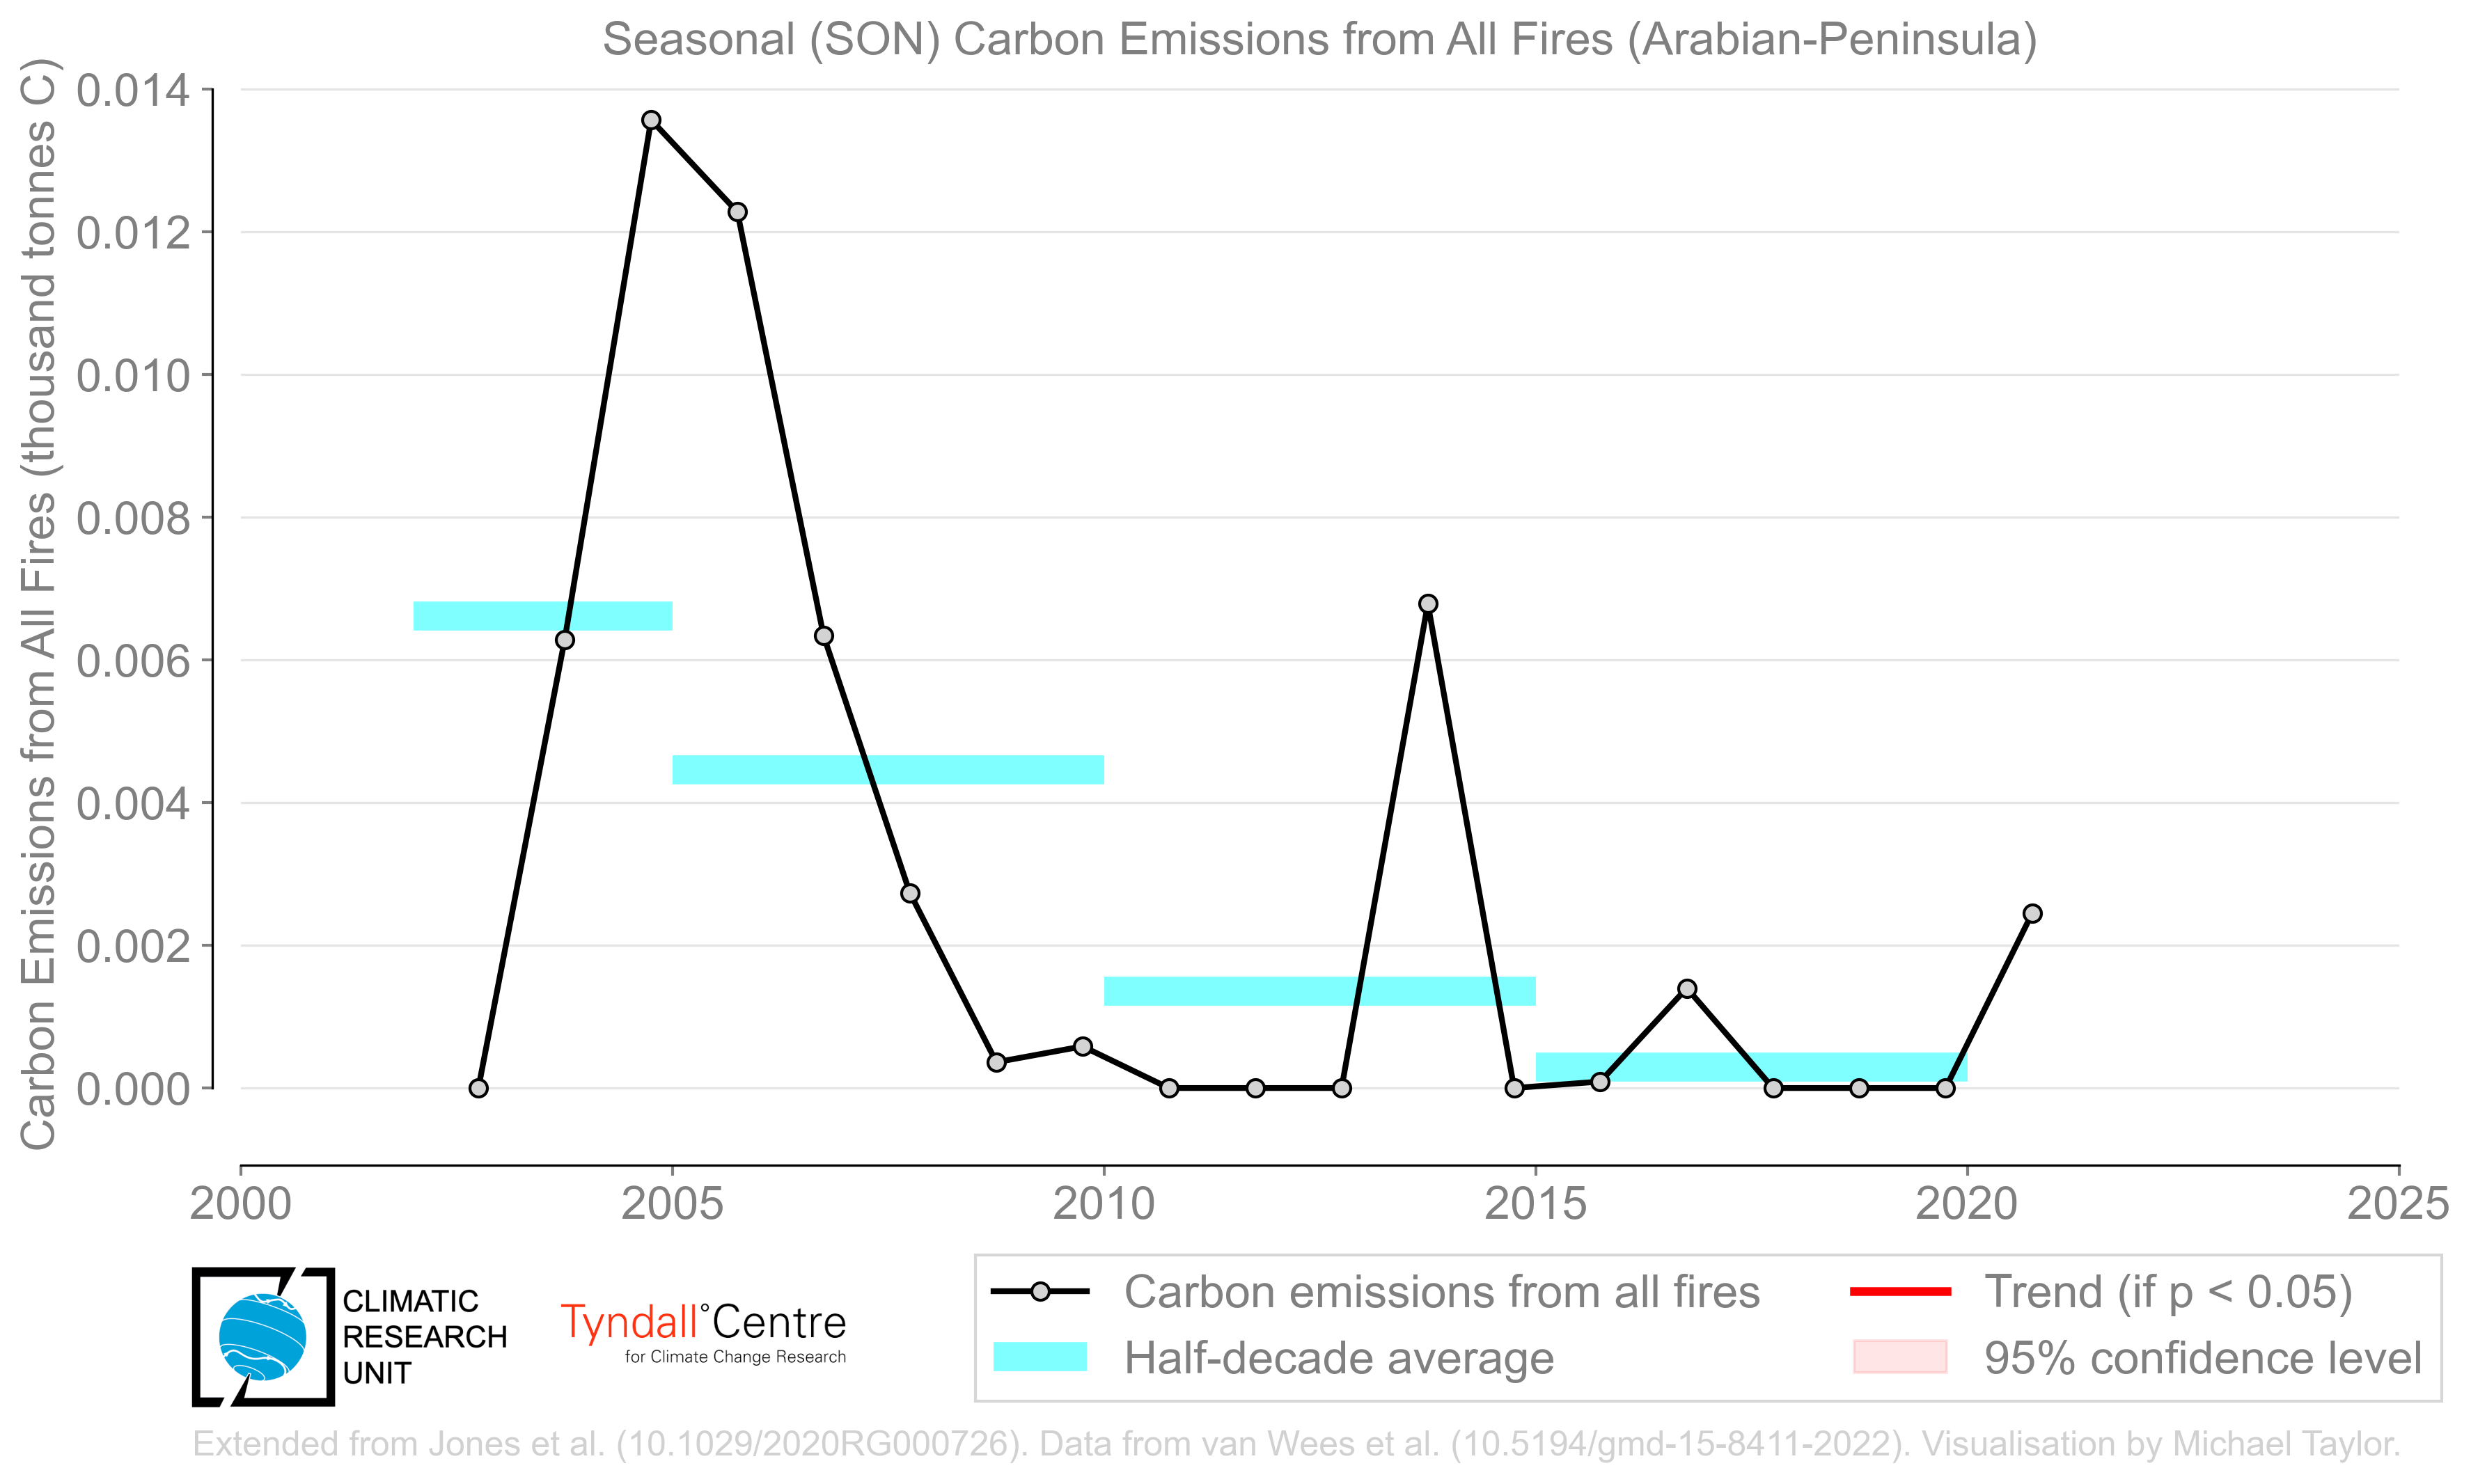 Seasonal (SON) Carbon Emissions from All Fires (Arabian-Peninsula)
Carbon Emissions from All Fires (thousand tonnes C)
0.014
0.012
0.010
0.008
0.006
0.004
0.002
0.000
2000 2005 2010 2015 2020 2025
CLIMATIC
RESEARCH
UNIT
Tyndall°Centre
for Climate Change Research
Carbon emissions from all fires
Half-decade average
Trend (if p < 0.05)
95% confidence level
Extended from Jones et al. (10.1029/2020RG000726). Data from van Wees et al. (10.5194/gmd-15-8411-2022). Visualisation by Michael Taylor.